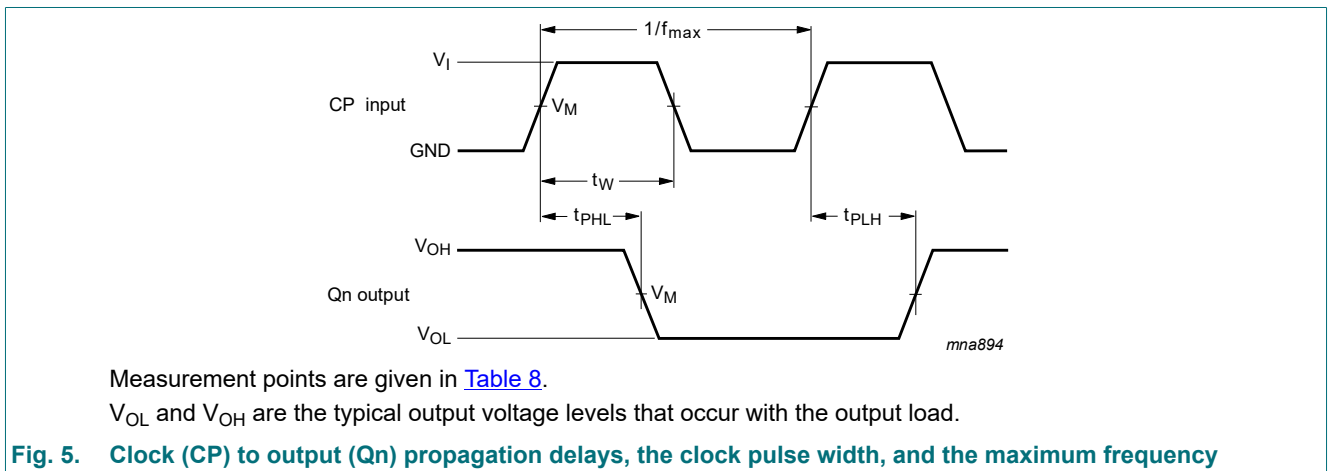 1/fmax
VI
CP input
VM
GND
tW
tPHL
tPLH
VOH
Qn output
VM
VOL
mna894
Measurement points are given in Table 8.
VOL and VOH are the typical output voltage levels that occur with the output load.
Fig. 5. Clock (CP) to output (Qn) propagation delays, the clock pulse width, and the maximum frequency